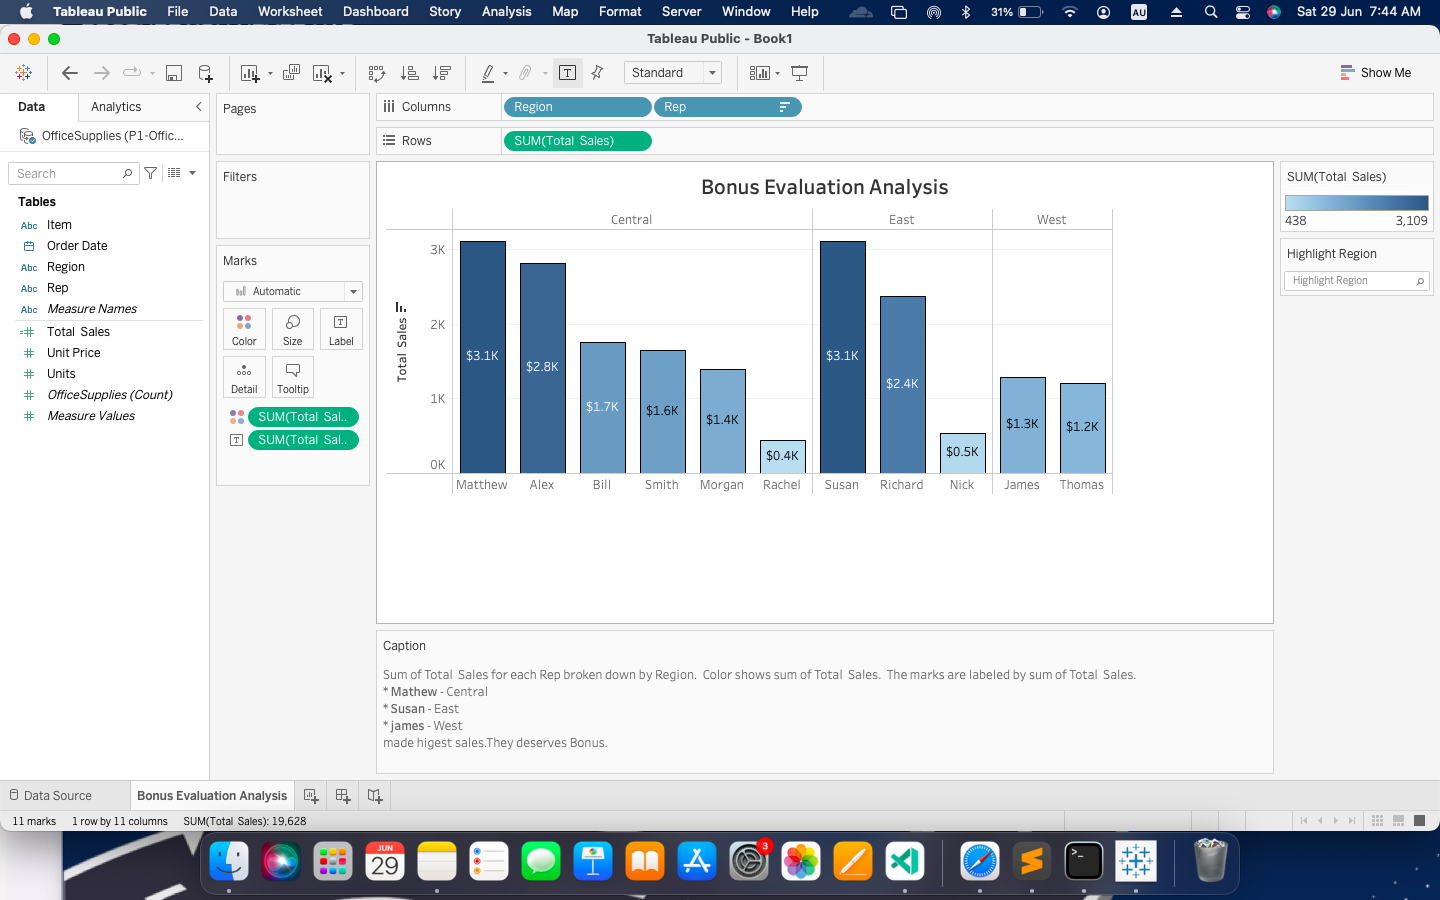 Tableau Public File Data Worksheet Dashboard Story Analysis Map Format Server Window Help 31% AU Sat 29 Jun 7:44 AM
Tableau Public - Book1
Standard Show Me
Data Analytics
OfficeSupplies (P1-Offic...
Search
Tables
Abc Item
Order Date
Abc Region
Abc Rep
Abc Measure Names
Total Sales
Unit Price
Units
OfficeSupplies (Count)
Measure Values
Pages
Filters
Marks
Automatic
Color Size Label
Detail Tooltip
SUM(Total Sal..
SUM(Total Sal..
Columns Region Rep
Rows SUM(Total Sales)
Bonus Evaluation Analysis
Central East West
3K
2K
1K
0K
Total Sales
$3.1K $2.8K $1.7K $1.6K $1.4K $0.4K $3.1K $2.4K $0.5K $1.3K $1.2K
Matthew Alex Bill Smith Morgan Rachel Susan Richard Nick James Thomas
SUM(Total Sales)
438 3,109
Highlight Region
Highlight Region
Caption
Sum of Total Sales for each Rep broken down by Region. Color shows sum of Total Sales. The marks are labeled by sum of Total Sales.
* Mathew - Central
* Susan - East
* james - West
made higest sales.They deserves Bonus.
Data Source Bonus Evaluation Analysis
11 marks 1 row by 11 columns SUM(Total Sales): 19,628
JUN
29
3